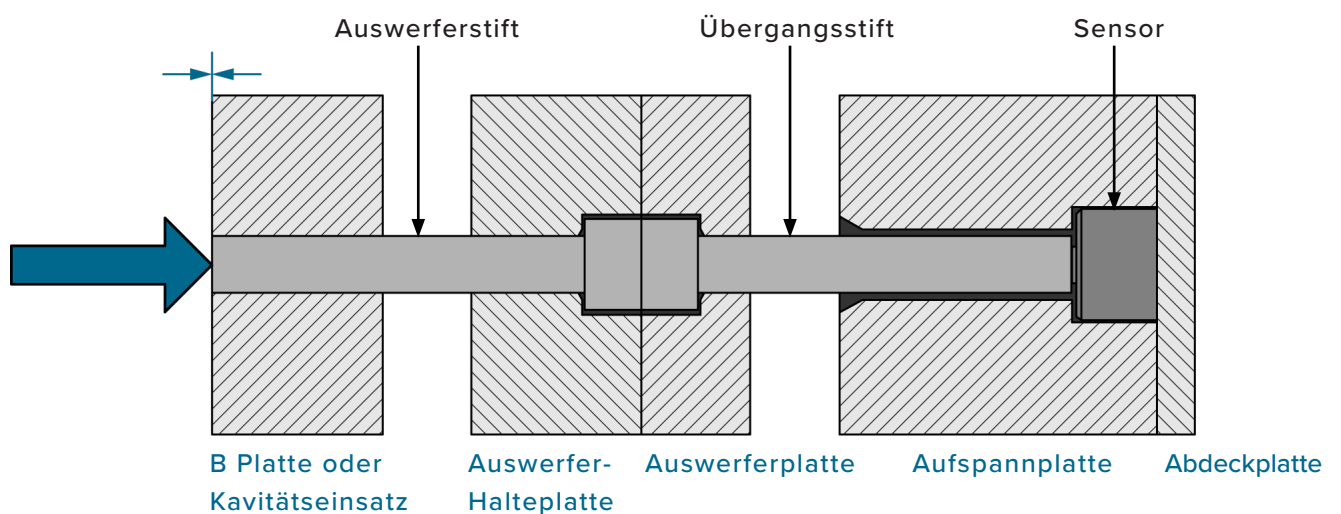 Auswerferstift
Übergangsstift
Sensor
B Platte oder
Kavitätseinsatz
Auswerfer-
Halteplatte
Auswerferplatte
Aufspannplatte
Abdeckplatte